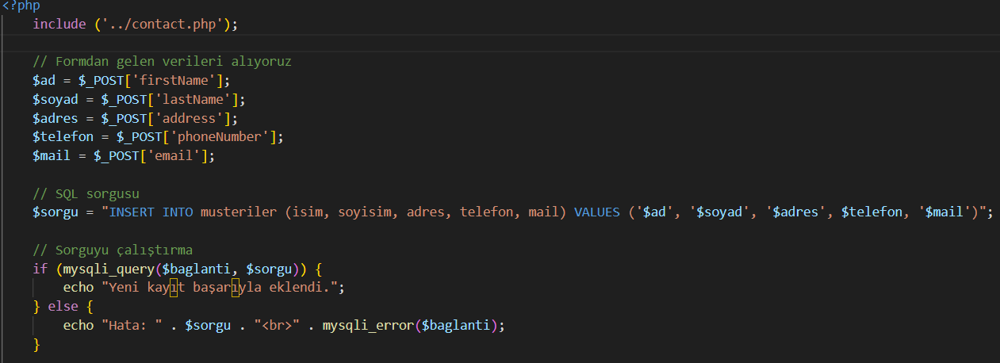 <?php
include ('../contact.php');
// Formdan gelen verileri alıyoruz
$ad = $_POST['firstName'];
$soyad = $_POST['lastName'];
$adres = $_POST['address'];
$telefon = $_POST['phoneNumber'];
$mail = $_POST['email'];
// SQL sorgusu
$sorgu = "INSERT INTO musteriler (isim, soyisim, adres, telefon, mail) VALUES ('$ad', '$soyad', '$adres', $telefon, '$mail')";
// Sorguyu çalıştırma
if (mysqli_query($baglanti, $sorgu)) {
echo "Yeni kayıt başarıyla eklendi.";
} else {
echo "Hata: " . $sorgu . "<br>" . mysqli_error($baglanti);
}